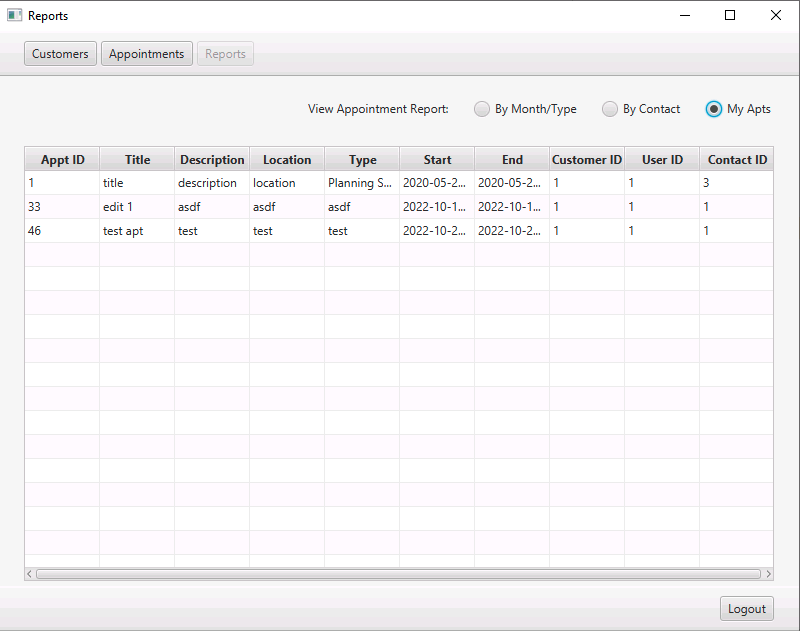 Reports
Customers Appointments Reports
View Appointment Report: By Month/Type By Contact My Apts
Appt ID Title Description Location Type Start End Customer ID User ID Contact ID
1 title description location Planning S... 2020-05-2... 2020-05-2... 1 1 3
33 edit 1 asdf asdf asdf 2022-10-1... 2022-10-1... 1 1 1
46 test apt test test test 2022-10-2... 2022-10-2... 1 1 1
Logout